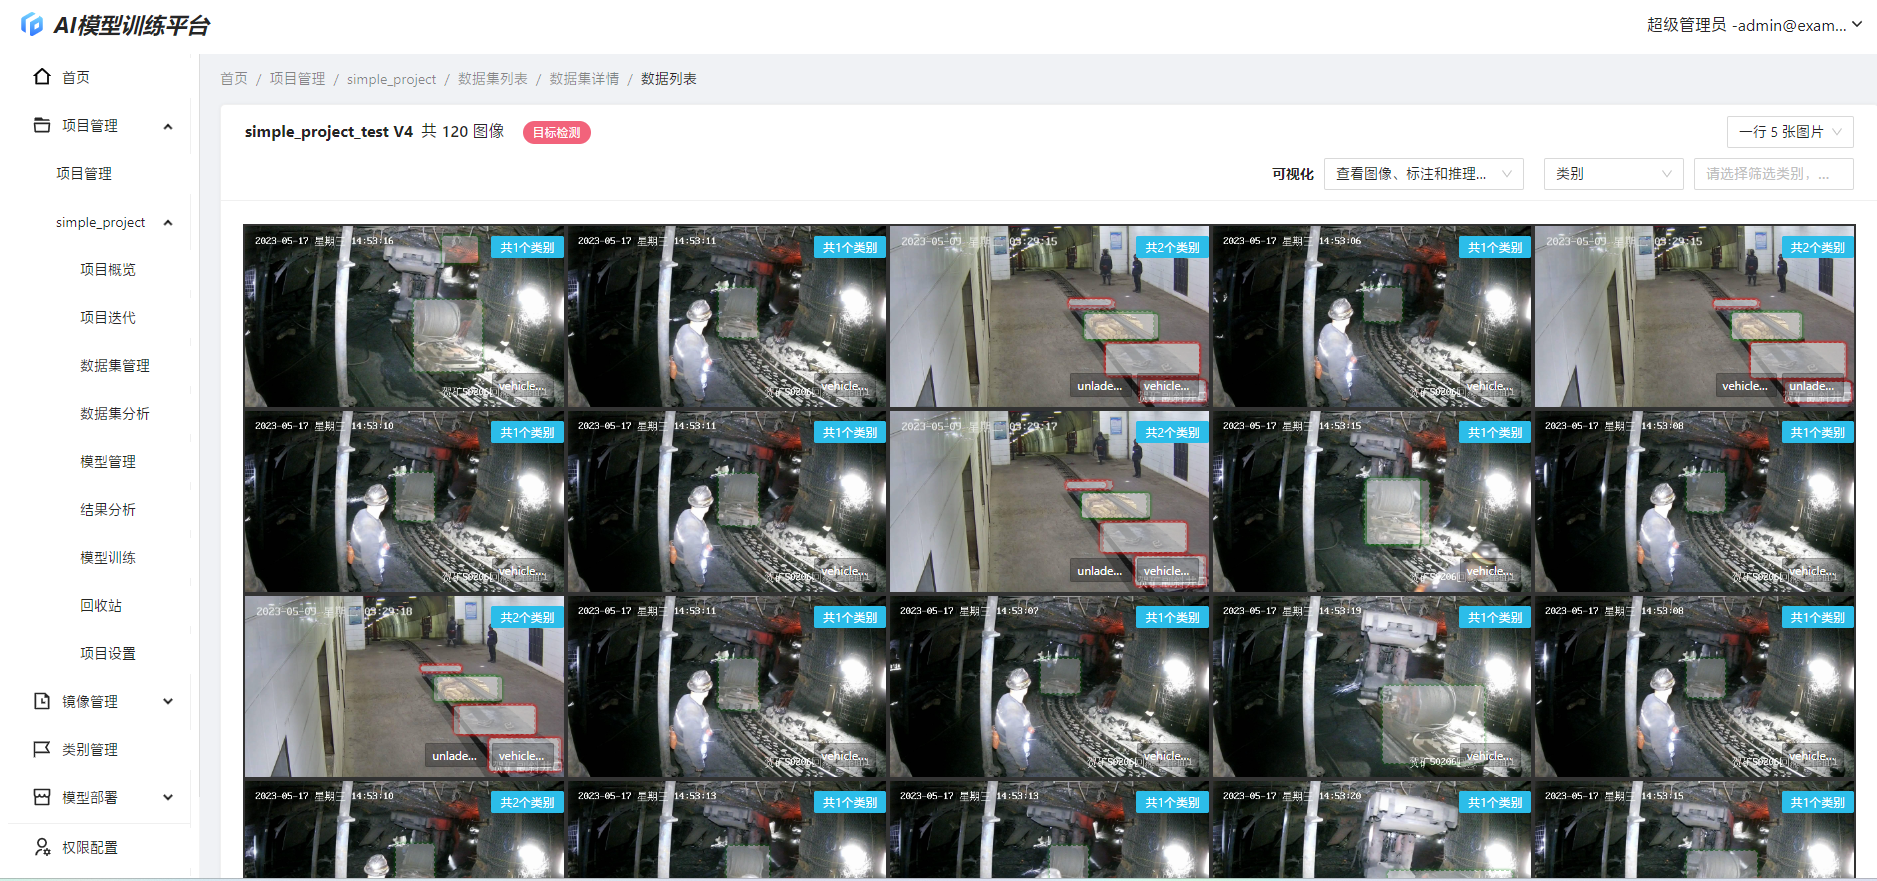 AI模型训练平台
超级管理员 -admin@exam...
首页
项目管理
项目管理
simple_project
项目概览
项目迭代
数据集管理
数据集分析
模型管理
结果分析
模型训练
回收站
项目设置
镜像管理
类别管理
模型部署
权限配置
首页 / 项目管理 / simple_project / 数据集列表 / 数据集详情 / 数据列表
simple_project_test V4 共 120 图像 目标检测
一行 5 张图片
可视化 查看图像、标注和推理... 类别 请选择筛选类别，...
2023-05-17 星期三 14:53:16 共1个类别
vehicle...
2023-05-17 星期三 14:53:11 共1个类别
vehicle...
2023-05-09 星期二 09:29:15 共2个类别
unlade... vehicle...
2023-05-17 星期三 14:53:06 共1个类别
vehicle...
2023-05-09 星期二 09:29:15 共2个类别
vehicle... unlade...
2023-05-17 星期三 14:53:10 共1个类别
vehicle...
2023-05-17 星期三 14:53:11 共1个类别
vehicle...
2023-05-09 星期二 09:29:17 共2个类别
unlade... vehicle...
2023-05-17 星期三 14:53:15 共1个类别
vehicle...
2023-05-17 星期三 14:53:08 共1个类别
vehicle...
2023-05-09 星期二 09:29:18 共2个类别
unlade... vehicle...
2023-05-17 星期三 14:53:11 共1个类别
vehicle...
2023-05-17 星期三 14:53:07 共1个类别
vehicle...
2023-05-17 星期三 14:53:19 共1个类别
vehicle...
2023-05-17 星期三 14:53:08 共1个类别
vehicle...
2023-05-17 星期三 14:53:10 共2个类别
2023-05-17 星期三 14:53:13 共1个类别
2023-05-17 星期三 14:53:13 共1个类别
2023-05-17 星期三 14:53:20 共1个类别
2023-05-17 星期三 14:53:15 共1个类别